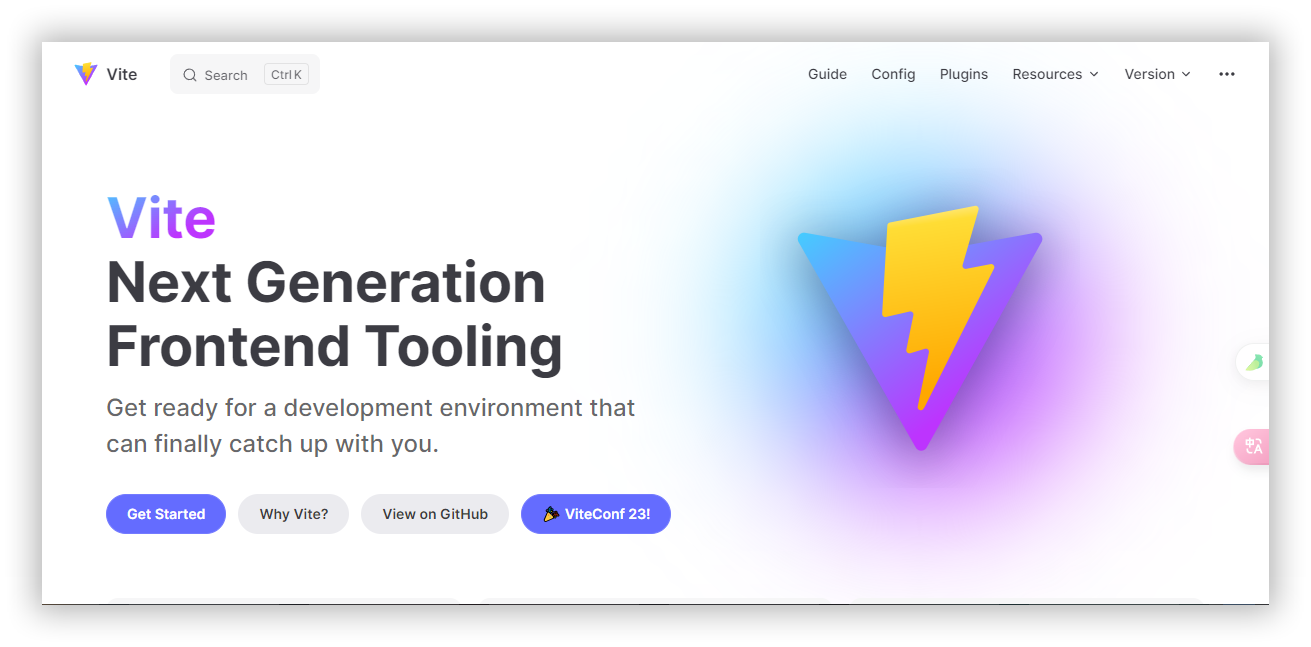 Vite
Search Ctrl K
Guide Config Plugins Resources Version
Vite
Next Generation
Frontend Tooling
Get ready for a development environment that
can finally catch up with you.
Get Started Why Vite? View on GitHub ViteConf 23!
中 A